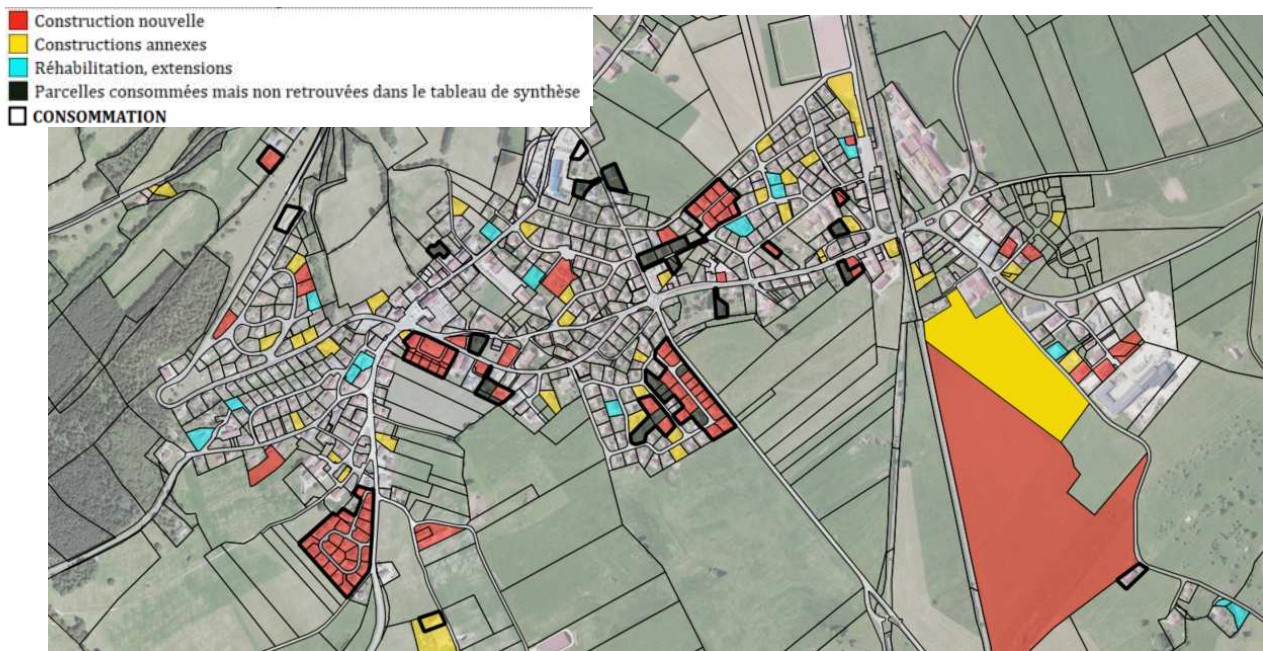 Construction nouvelle
Constructions annexes
Réhabilitation, extensions
Parcelles consommées mais non retrouvées dans le tableau de synthèse
CONSOMMATION